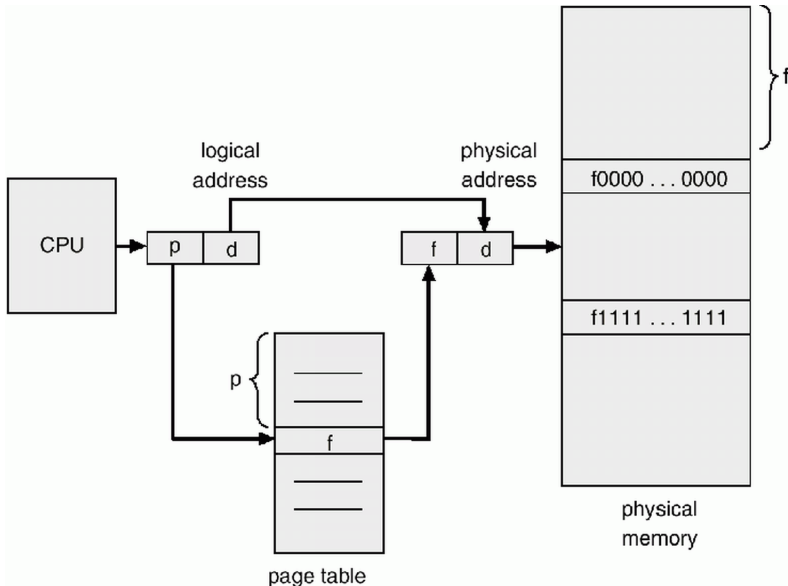 f
logical
address
physical
address
f0000 . . . 0000
CPU
p
d
f
d
f1111 . . . 1111
p
f
physical
memory
page table